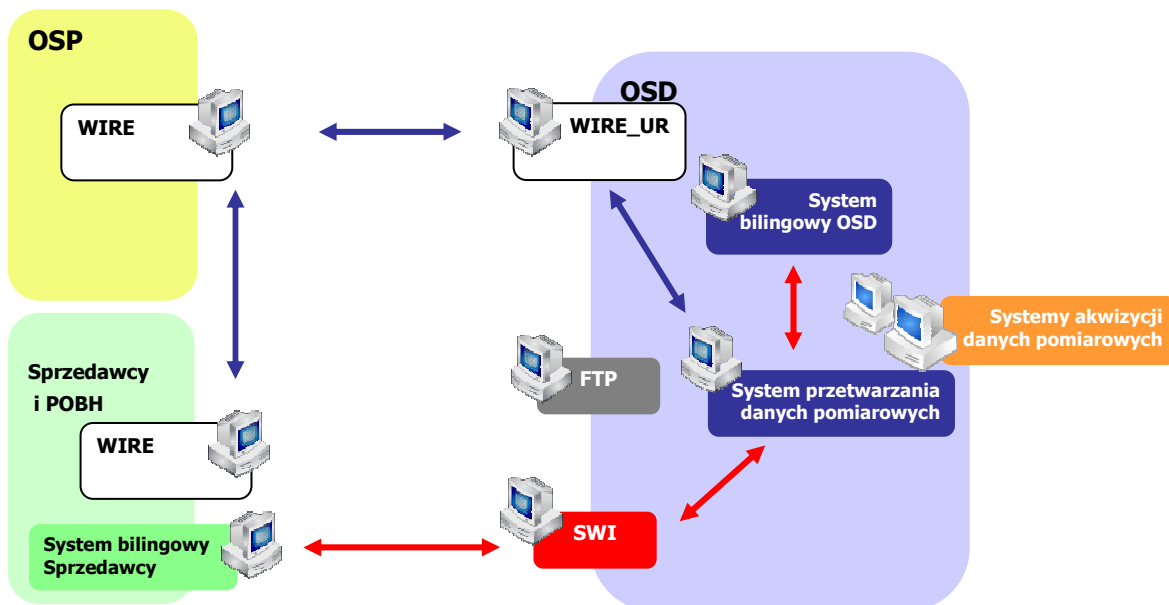 OSP
WIRE
OSD
WIRE_UR
System
bilingowy OSD
Systemy akwizycji
danych pomiarowych
Sprzedawcy
i POBH
FTP
System przetwarzania
danych pomiarowych
WIRE
SWI
System bilingowy
Sprzedawcy